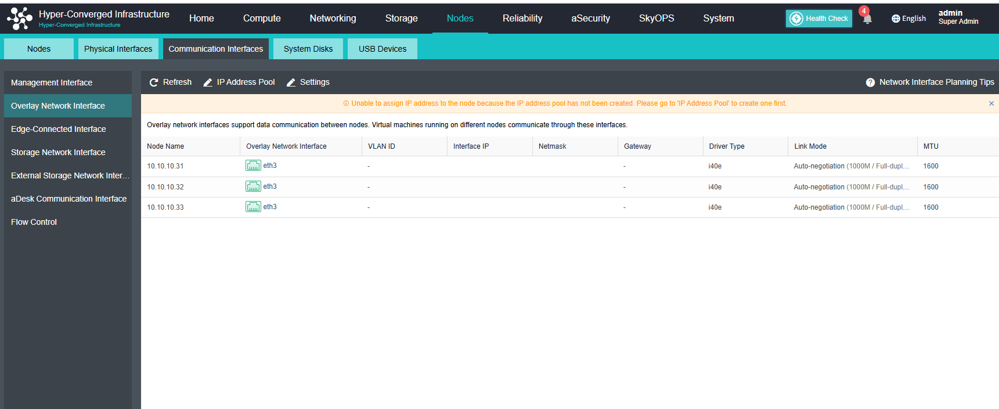 Hyper-Converged Infrastructure
Hyper-Converged Infrastructure
Home Compute Networking Storage Nodes Reliability aSecurity SkyOPS System
Health Check
4
English
admin
Super Admin
Nodes Physical Interfaces Communication Interfaces System Disks USB Devices
Management Interface
Overlay Network Interface
Edge-Connected Interface
Storage Network Interface
External Storage Network Inter...
aDesk Communication Interface
Flow Control
Refresh IP Address Pool Settings Network Interface Planning Tips
Unable to assign IP address to the node because the IP address pool has not been created. Please go to 'IP Address Pool' to create one first.
Overlay network interfaces support data communication between nodes. Virtual machines running on different nodes communicate through these interfaces.
Node Name Overlay Network Interface VLAN ID Interface IP Netmask Gateway Driver Type Link Mode MTU
10.10.10.31 eth3 - - i40e Auto-negotiation (1000M / Full-dupl... 1600
10.10.10.32 eth3 - - i40e Auto-negotiation (1000M / Full-dupl... 1600
10.10.10.33 eth3 - - i40e Auto-negotiation (1000M / Full-dupl... 1600